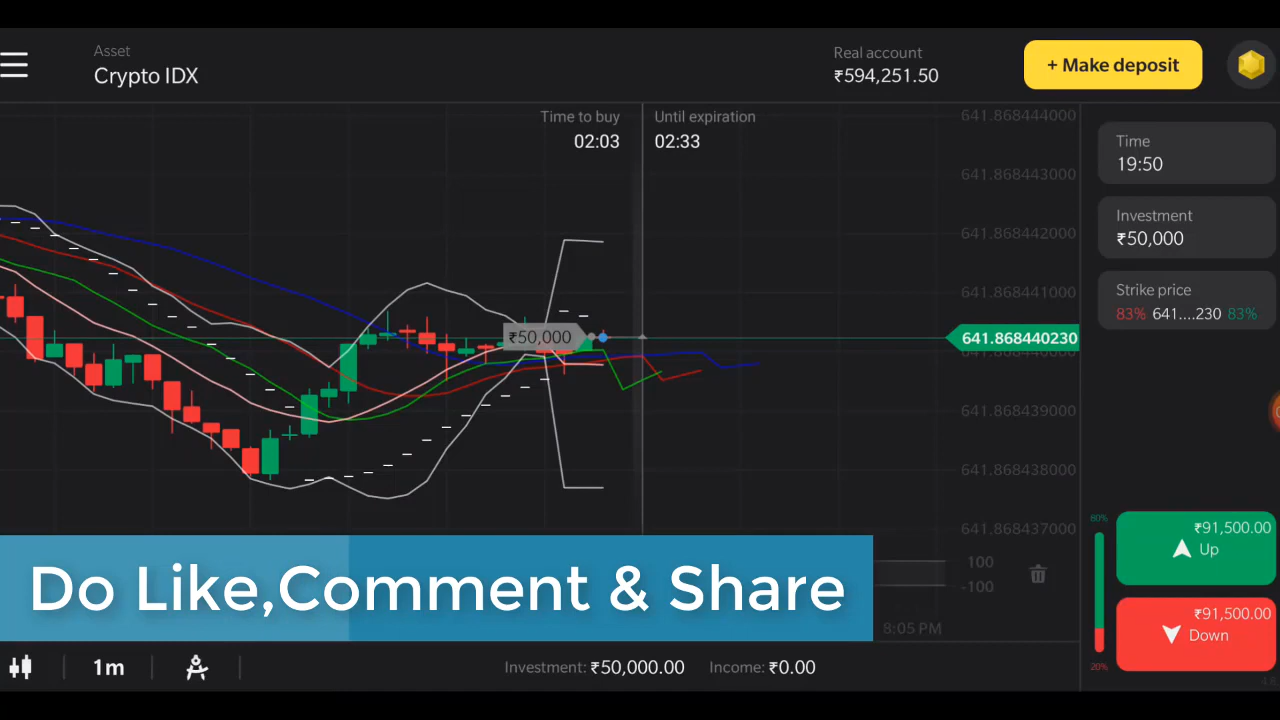 Asset
Crypto IDX
Real account
₹594,251.50
+ Make deposit
Time to buy
02:03
Until expiration
02:33
641.868444000
641.868443000
641.868442000
641.868441000
641.868440230
641.868439000
641.868438000
641.868437000
₹50,000
Time
19:50
Investment
₹50,000
Strike price
83% 641....230 83%
80%
₹91,500.00
Up
₹91,500.00
Down
20%
100
-100
8:05 PM
Do Like,Comment & Share
1m
Investment: ₹50,000.00
Income: ₹0.00